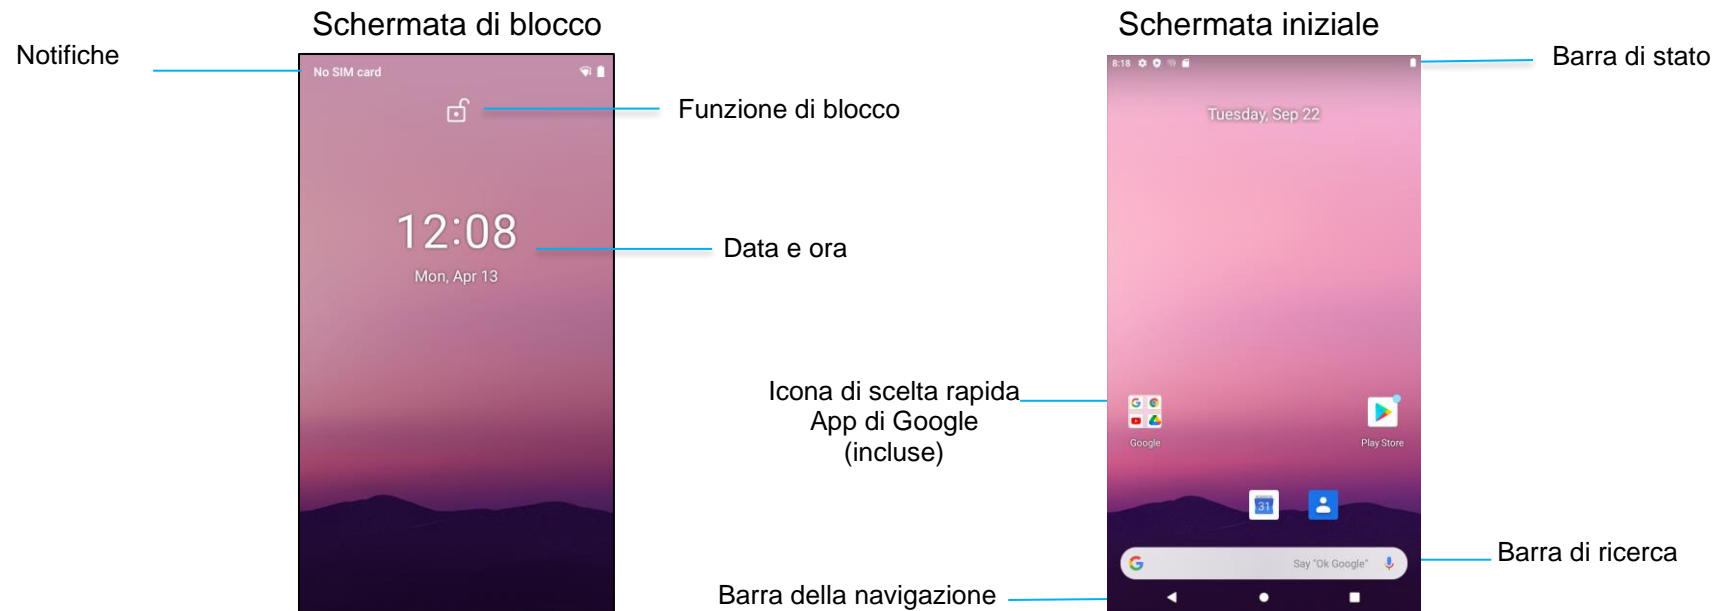 Schermata di blocco
Schermata iniziale
Notifiche
No SIM card
Funzione di blocco
12:08
Mon, Apr 13
Data e ora
8:18
Barra di stato
Tuesday, Sep 22
Icona di scelta rapida
App di Google
(incluse)
Google
Play Store
31
Say "Ok Google"
Barra di ricerca
Barra della navigazione